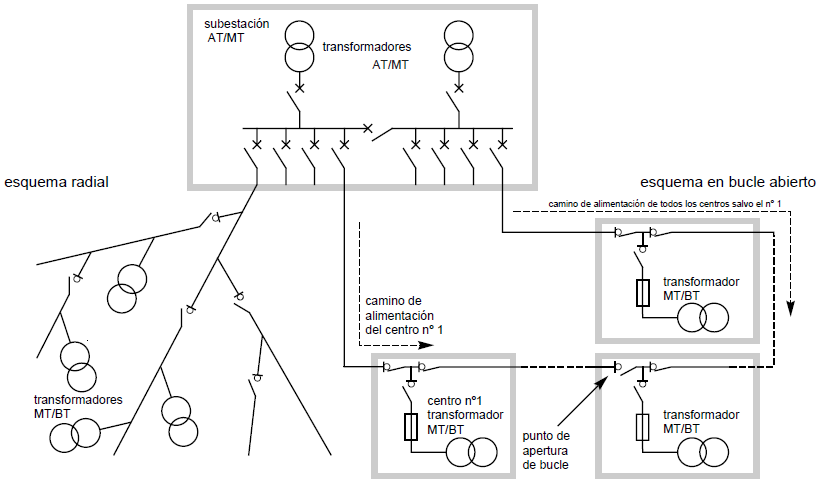 subestación
AT/MT
transformadores
AT/MT
esquema radial
esquema en bucle abierto
camino de alimentación de todos los centros salvo el nº 1
transformador
MT/BT
camino de
alimentación
del centro nº 1
transformadores
MT/BT
centro nº1
transformador
MT/BT
punto de
apertura
de bucle
transformador
MT/BT